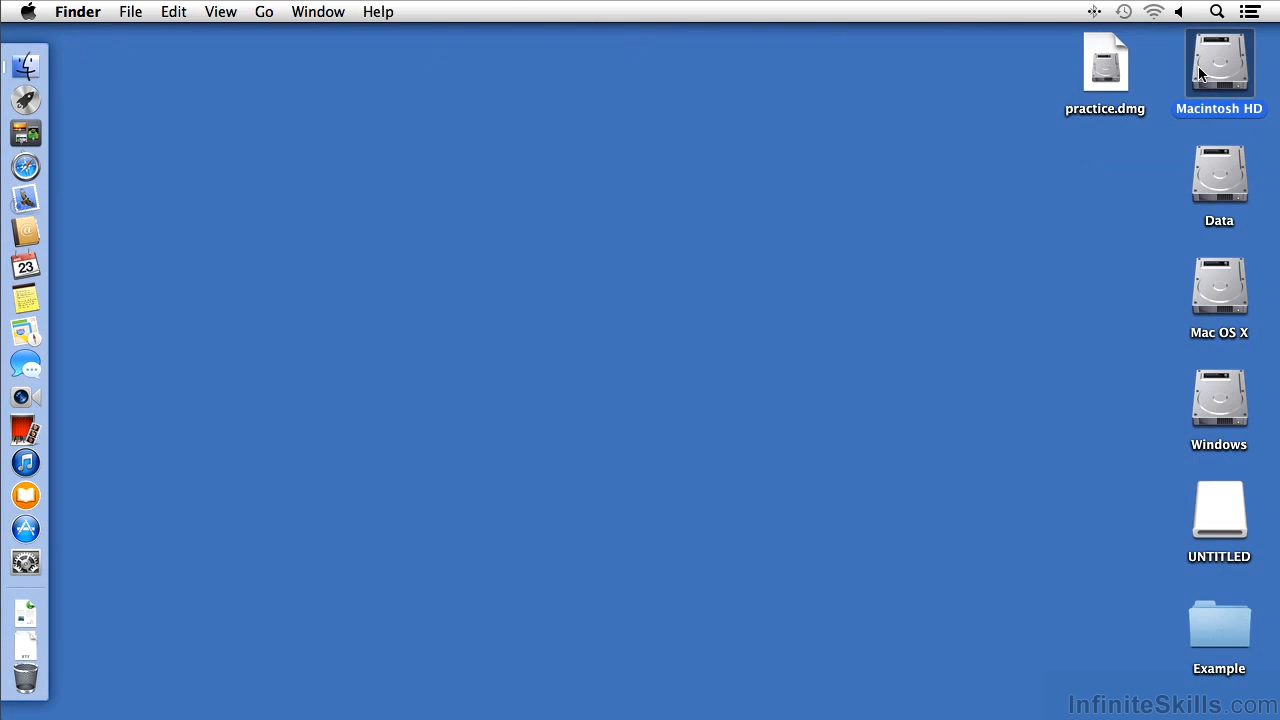 Finder File Edit View Go Window Help
practice.dmg
Macintosh HD
Data
Mac OS X
Windows
UNTITLED
Example
23
InfiniteSkills.com